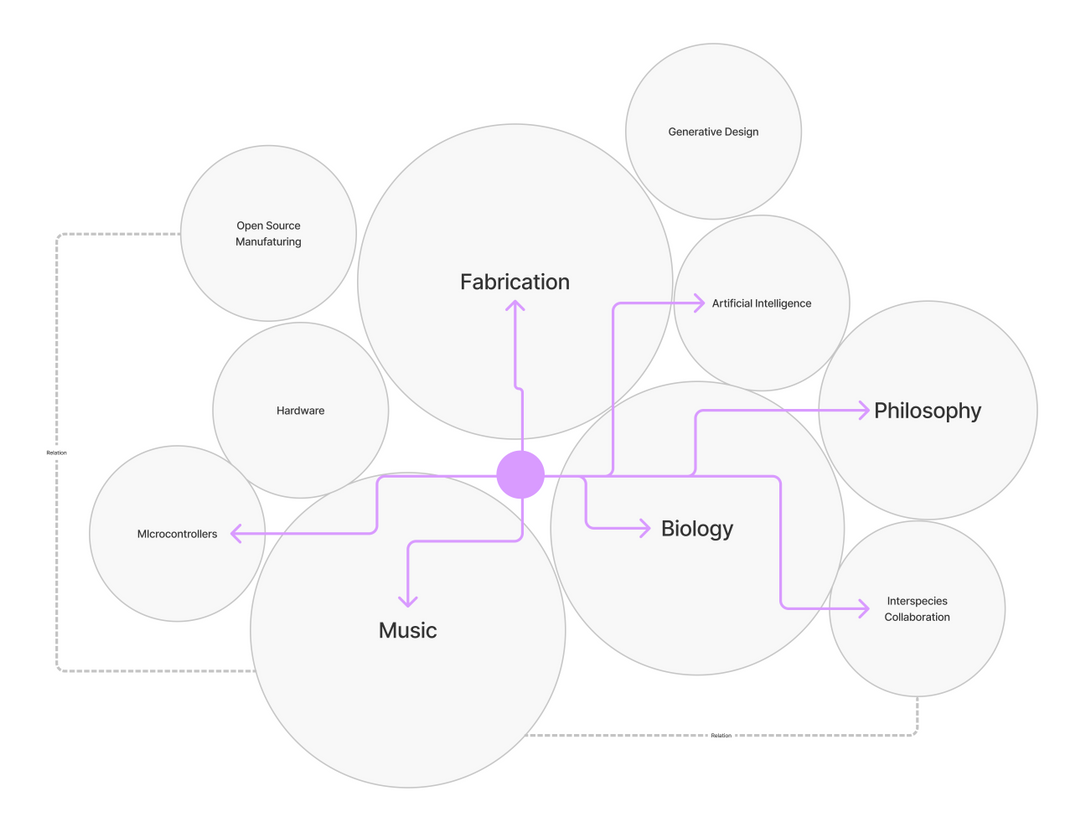 Generative Design
Open Source
Manufaturing
Fabrication
Artificial Intelligence
Hardware
Philosophy
Relation
MIcrocontrollers
Biology
Interspecies
Collaboration
Music
Relation